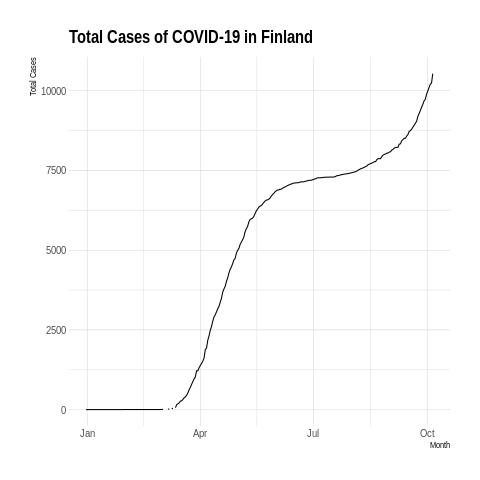 Total Cases of COVID-19 in Finland
Total Cases
10000
7500
5000
2500
0
Jan Apr Jul Oct
Month